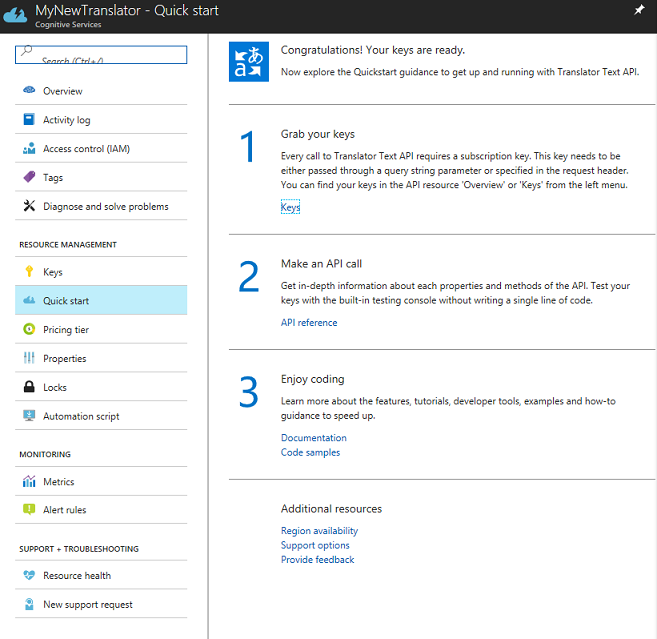 MyNewTranslator - Quick start
Cognitive Services
Search (Ctrl+/)
Overview
Activity log
Access control (IAM)
Tags
Diagnose and solve problems
RESOURCE MANAGEMENT
Keys
Quick start
Pricing tier
Properties
Locks
Automation script
MONITORING
Metrics
Alert rules
SUPPORT + TROUBLESHOOTING
Resource health
New support request
Congratulations! Your keys are ready.
Now explore the Quickstart guidance to get up and running with Translator Text API.
1
Grab your keys
Every call to Translator Text API requires a subscription key. This key needs to be
either passed through a query string parameter or specified in the request header.
You can find your keys in the API resource 'Overview' or 'Keys' from the left menu.
Keys
2
Make an API call
Get in-depth information about each properties and methods of the API. Test your
keys with the built-in testing console without writing a single line of code.
API reference
3
Enjoy coding
Learn more about the features, tutorials, developer tools, examples and how-to
guidance to speed up.
Documentation
Code samples
Additional resources
Region availability
Support options
Provide feedback